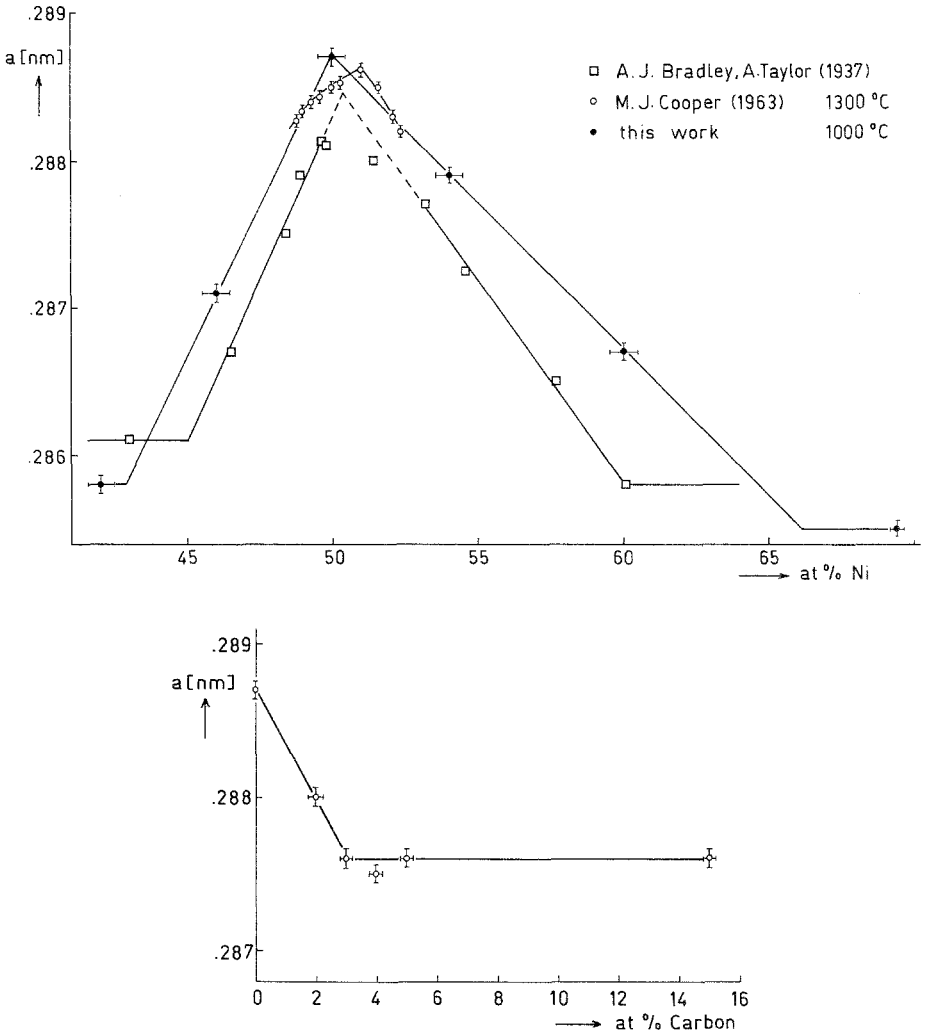 .289
a [nm]
.288
.287
.286
□ A.J. Bradley, A.Taylor (1937)
○ M.J. Cooper (1963) 1300 °C
• this work 1000 °C
45 50 55 60 65
→ at % Ni
.289
a [nm]
.288
.287
0 2 4 6 8 10 12 14 16
→ at % Carbon